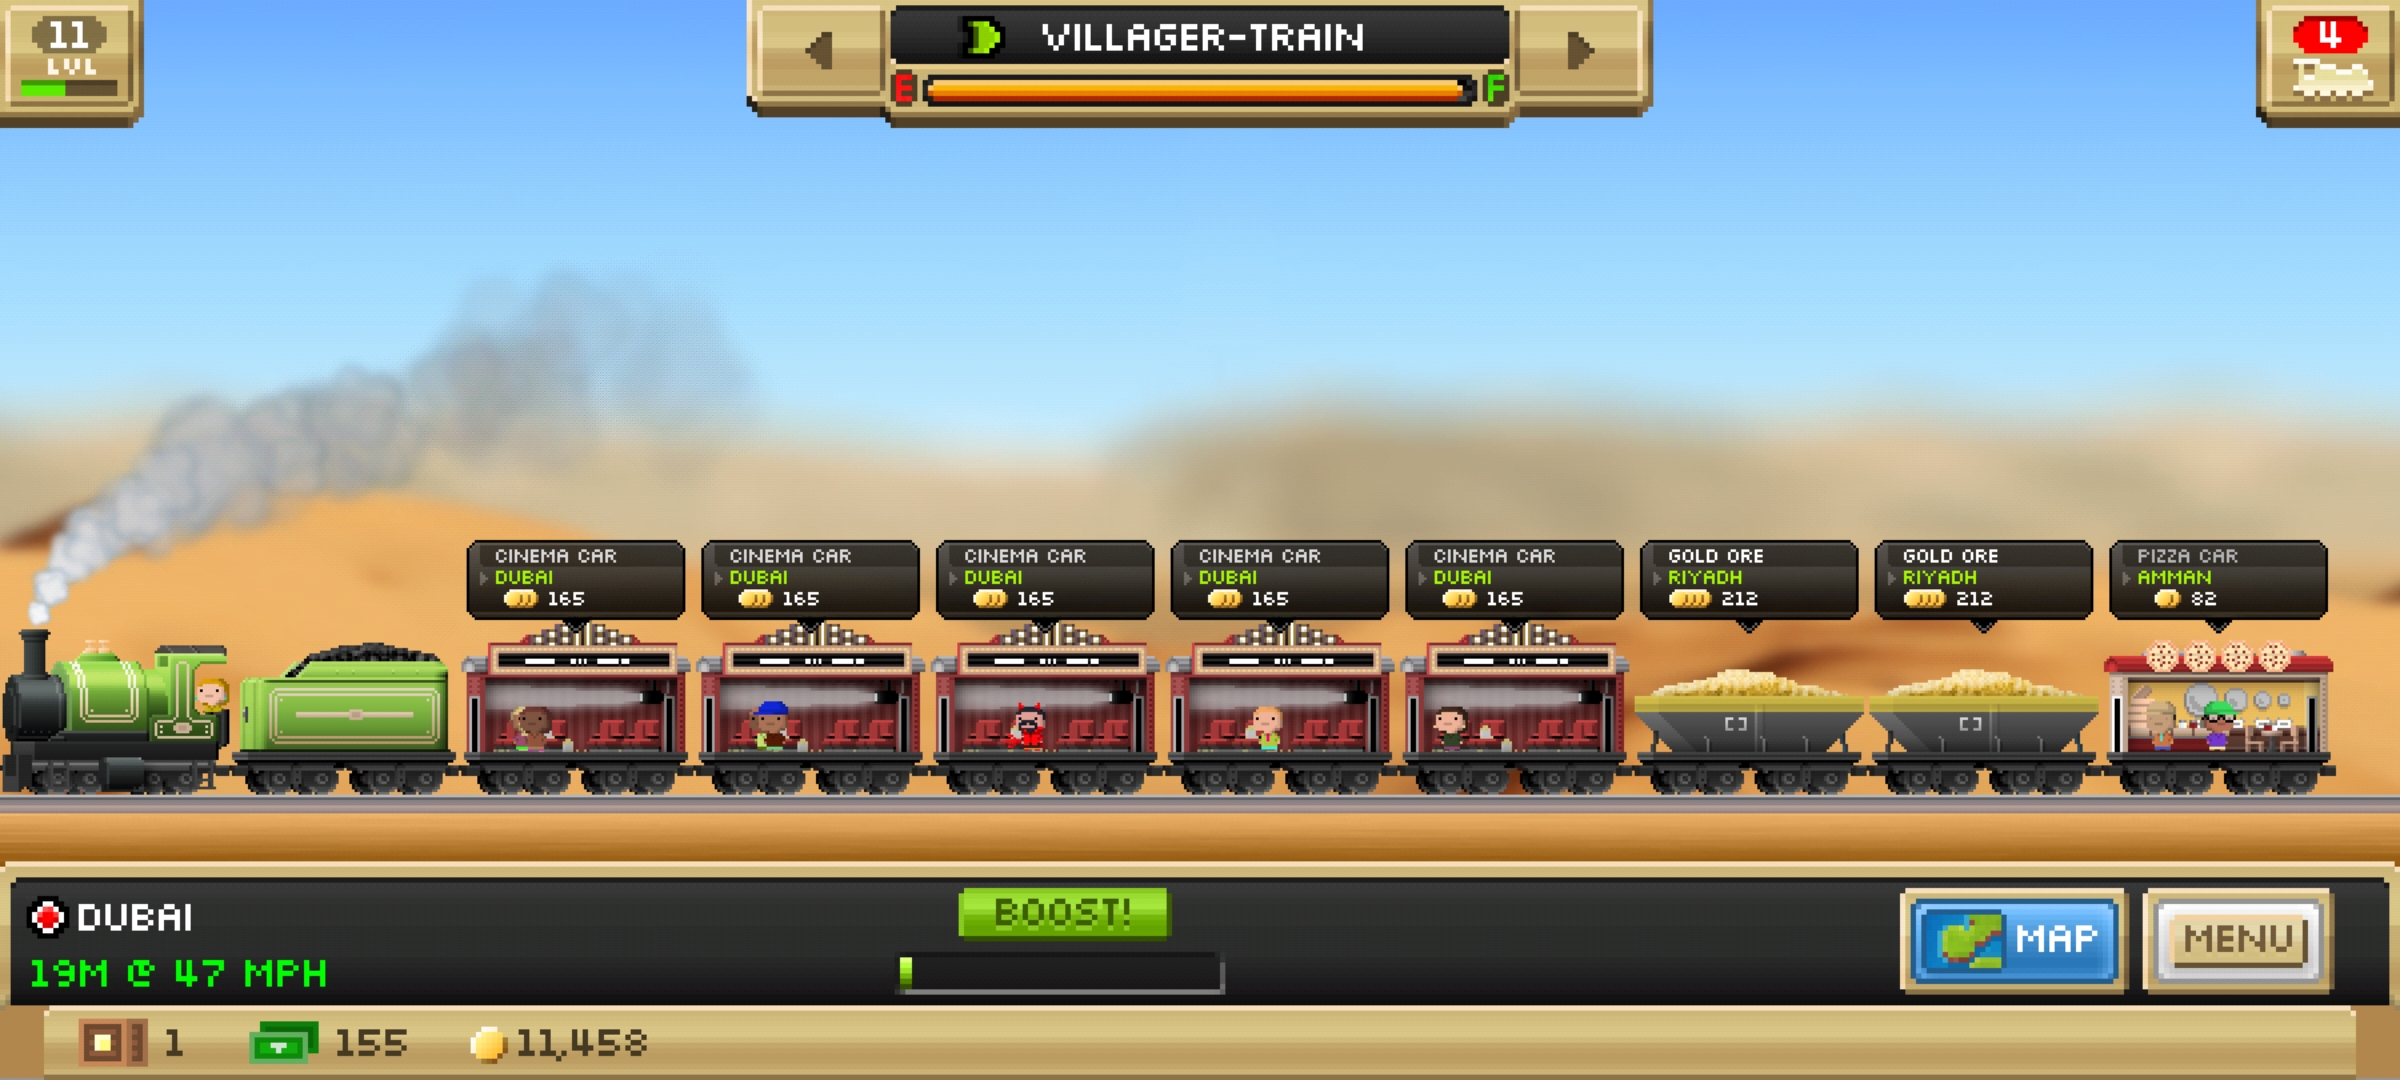 11
LVL
VILLAGER-TRAIN
E F
4
CINEMA CAR
DUBAI
165
CINEMA CAR
DUBAI
165
CINEMA CAR
DUBAI
165
CINEMA CAR
DUBAI
165
CINEMA CAR
DUBAI
165
GOLD ORE
RIYADH
212
GOLD ORE
RIYADH
212
PIZZA CAR
AMMAN
82
DUBAI
19M @ 47 MPH
BOOST!
MAP
MENU
1
155
11,458